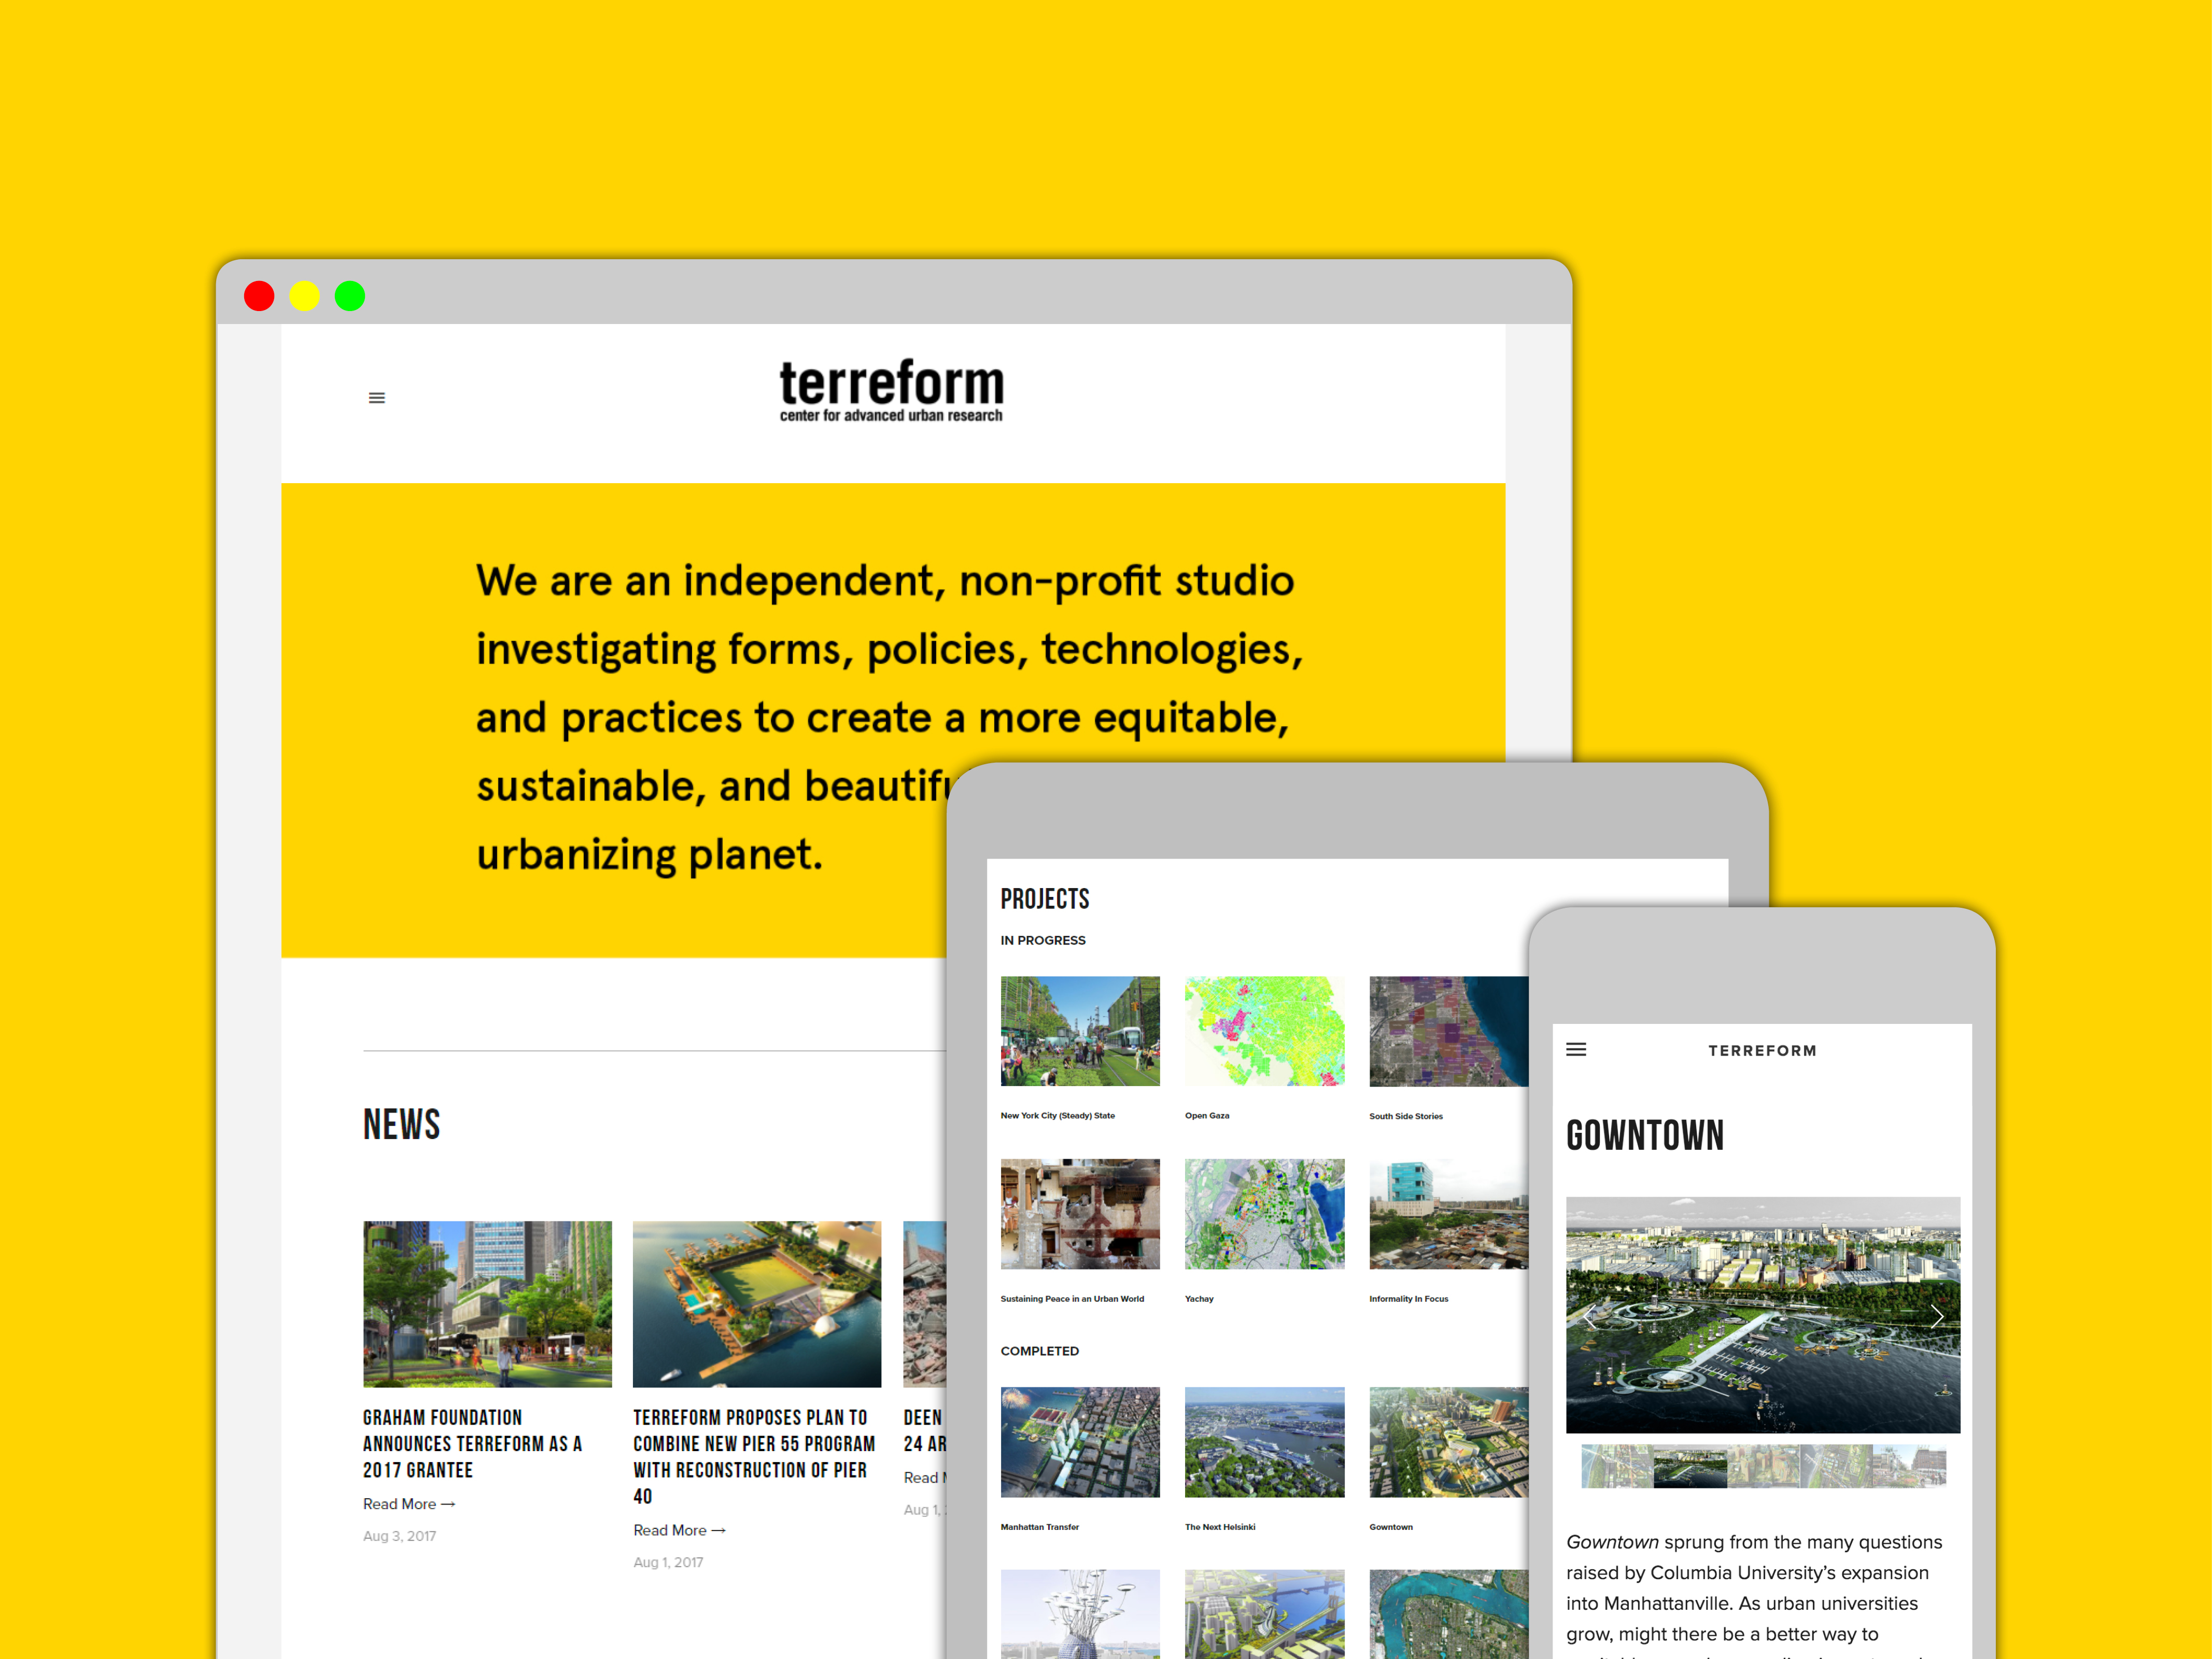 terreform
center for advanced urban research
We are an independent, non-profit studio
investigating forms, policies, technologies,
and practices to create a more equitable,
sustainable, and
urbanizing planet.
NEWS
GRAHAM FOUNDATION
ANNOUNCES TERREFORM AS A
2017 GRANTEE
Read More →
Aug 3, 2017
TERREFORM PROPOSES PLAN TO
COMBINE NEW PIER 55 PROGRAM
WITH RECONSTRUCTION OF PIER
40
Read More →
Aug 1, 2017
DEEN
24 AR
Read
Aug 1,
PROJECTS
IN PROGRESS
New York City (Steady) State
Open Gaza
South Side Stories
Sustaining Peace in an Urban World
Yachay
Informality In Focus
COMPLETED
Manhattan Transfer
The Next Helsinki
Gowntown
TERREFORM
GOWNTOWN
Gowntown sprung from the many questions
raised by Columbia University's expansion
into Manhattanville. As urban universities
grow, might there be a better way to